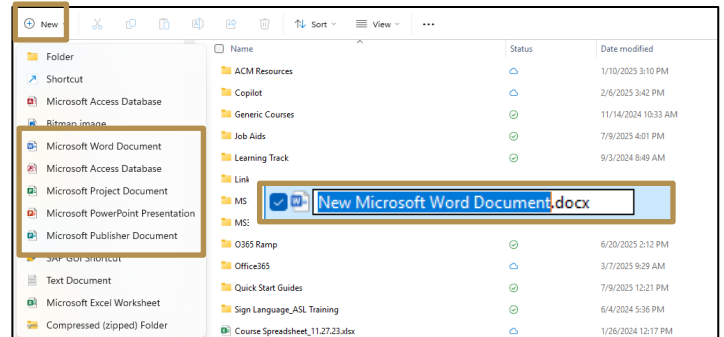 New
Sort
View
Folder
Shortcut
Microsoft Access Database
Bitmap image
Microsoft Word Document
Microsoft Access Database
Microsoft Project Document
Microsoft PowerPoint Presentation
Microsoft Publisher Document
SAP GUI Shortcut
Text Document
Microsoft Excel Worksheet
Compressed (zipped) Folder
Name Status Date modified
ACM Resources 1/10/2025 3:10 PM
Copilot 2/6/2025 3:42 PM
Generic Courses 11/14/2024 10:33 AM
Job Aids 7/9/2025 4:01 PM
Learning Track 9/3/2024 8:49 AM
Link
MS
New Microsoft Word Document.docx
O365 Ramp 6/20/2025 2:12 PM
Office365 3/7/2025 9:29 AM
Quick Start Guides 7/9/2025 12:21 PM
Sign Language_ASL Training 6/4/2024 5:36 PM
Course Spreadsheet_11.27.23.xlsx 1/26/2024 12:17 PM